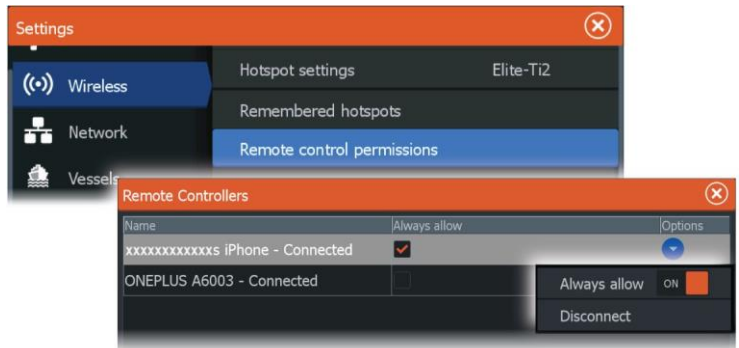 Settings
Wireless
Network
Vessels
Hotspot settings Elite-Ti2
Remembered hotspots
Remote control permissions
Remote Controllers
Name Always allow Options
xxxxxxxxxxxxs iPhone - Connected
ONEPLUS A6003 - Connected
Always allow ON
Disconnect